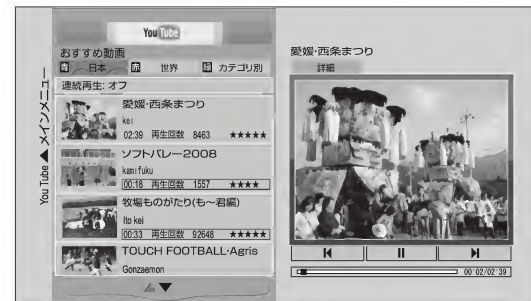 You Tube
おすすめ動画
青 日本 赤 世界 緑 カテゴリ別
連続再生: オフ
愛媛・西条まつり
kei
02:39 再生回数 8463 ★★★★★
ソフトバレー2008
kamifuku
00:18 再生回数 1557 ★★★★
牧場ものがたり(も〜君編)
Ito kei
00:33 再生回数 92648 ★★★★★
TOUCH FOOTBALL・Agris
Gonzaemon
You Tube ▲ メインメニュー
愛媛・西条まつり
詳細
00:02/02:39